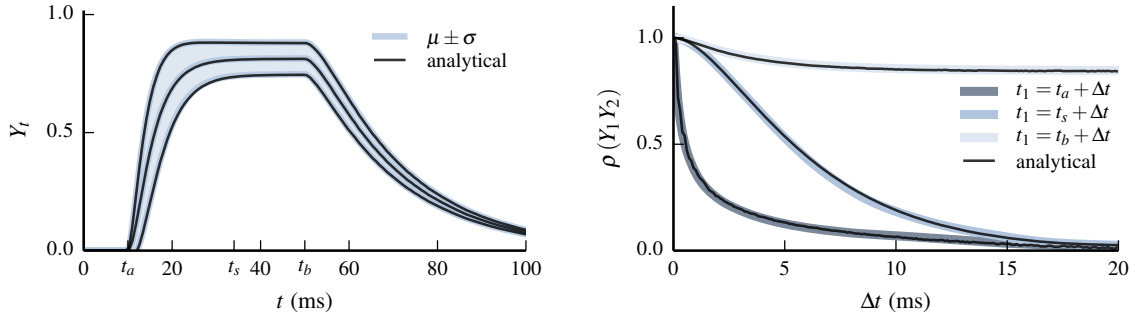 1.0
0.5
0.0
Y_t
0 t_a 20 t_s 40 t_b 60 80 100
t (ms)
μ ± σ
analytical
1.0
0.5
0.0
ρ (Y_1 Y_2)
0 5 10 15 20
Δt (ms)
t_1 = t_a + Δt
t_1 = t_s + Δt
t_1 = t_b + Δt
analytical